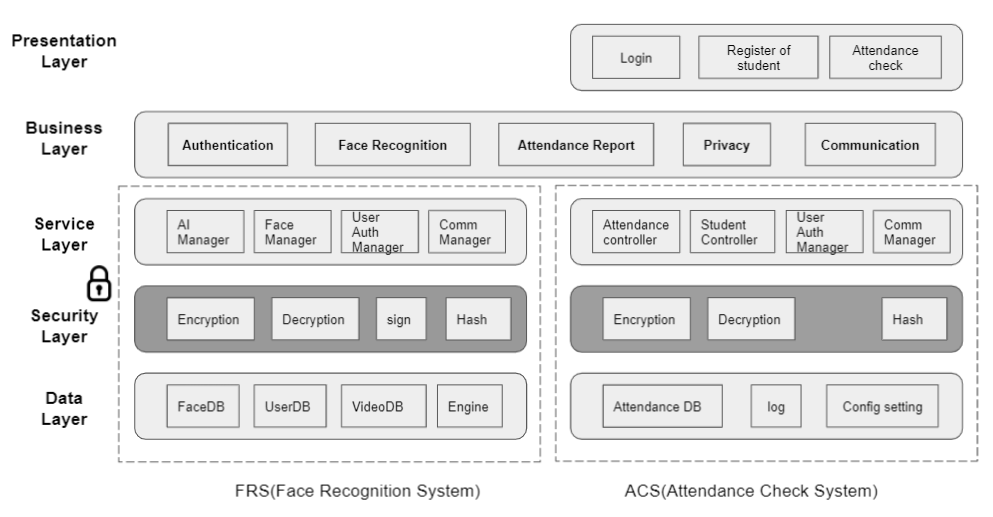 Presentation
Layer
Login
Register of
student
Attendance
check
Business
Layer
Authentication
Face Recognition
Attendance Report
Privacy
Communication
Service
Layer
AI
Manager
Face
Manager
User
Auth
Manager
Comm
Manager
Attendance
controller
Student
Controller
User
Auth
Manager
Comm
Manager
Security
Layer
Encryption
Decryption
sign
Hash
Encryption
Decryption
Hash
Data
Layer
FaceDB
UserDB
VideoDB
Engine
Attendance DB
log
Config setting
FRS(Face Recognition System)
ACS(Attendance Check System)